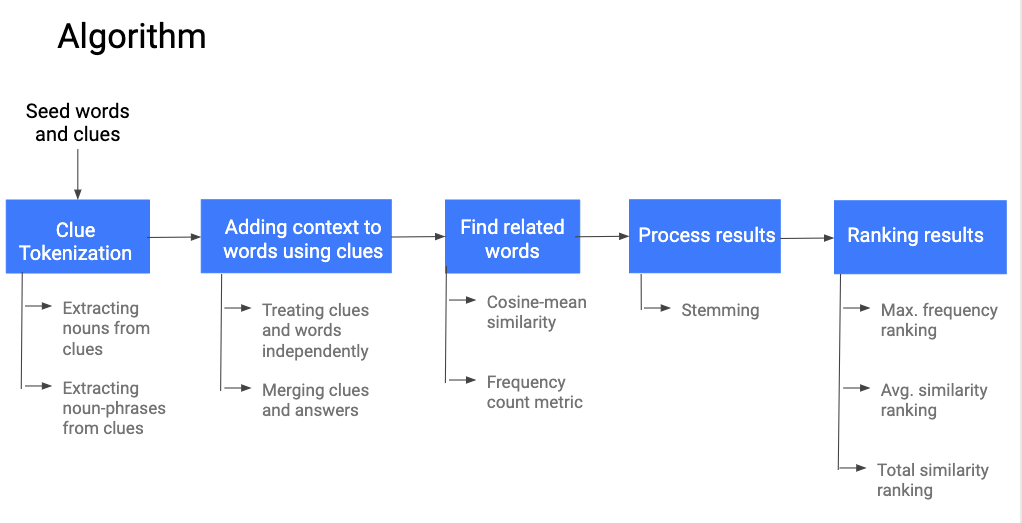 Algorithm
Seed words
and clues
Clue
Tokenization
Adding context to
words using clues
Find related
words
Process results
Ranking results
Extracting
nouns from
clues
Extracting
noun-phrases
from clues
Treating clues
and words
independently
Merging clues
and answers
Cosine-mean
similarity
Frequency
count metric
Stemming
Max. frequency
ranking
Avg. similarity
ranking
Total similarity
ranking